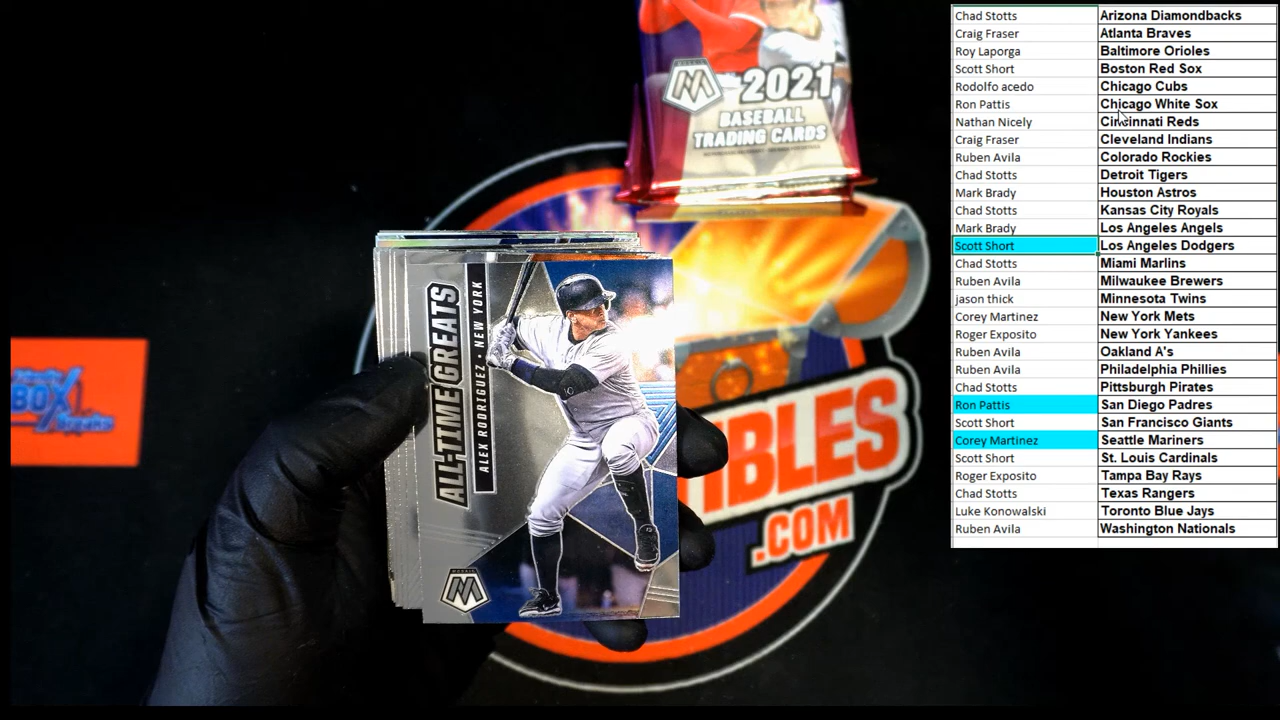 2021
BASEBALL
TRADING CARDS
ALL-TIME GREATS
ALEX RODRIGUEZ • NEW YORK
MOSAIC
BOX
IBLES
.COM
Chad Stotts Arizona Diamondbacks
Craig Fraser Atlanta Braves
Roy Laporga Baltimore Orioles
Scott Short Boston Red Sox
Rodolfo acedo Chicago Cubs
Ron Pattis Chicago White Sox
Nathan Nicely Cincinnati Reds
Craig Fraser Cleveland Indians
Ruben Avila Colorado Rockies
Chad Stotts Detroit Tigers
Mark Brady Houston Astros
Chad Stotts Kansas City Royals
Mark Brady Los Angeles Angels
Scott Short Los Angeles Dodgers
Chad Stotts Miami Marlins
Ruben Avila Milwaukee Brewers
jason thick Minnesota Twins
Corey Martinez New York Mets
Roger Exposito New York Yankees
Ruben Avila Oakland A's
Ruben Avila Philadelphia Phillies
Chad Stotts Pittsburgh Pirates
Ron Pattis San Diego Padres
Scott Short San Francisco Giants
Corey Martinez Seattle Mariners
Scott Short St. Louis Cardinals
Roger Exposito Tampa Bay Rays
Chad Stotts Texas Rangers
Luke Konowalski Toronto Blue Jays
Ruben Avila Washington Nationals